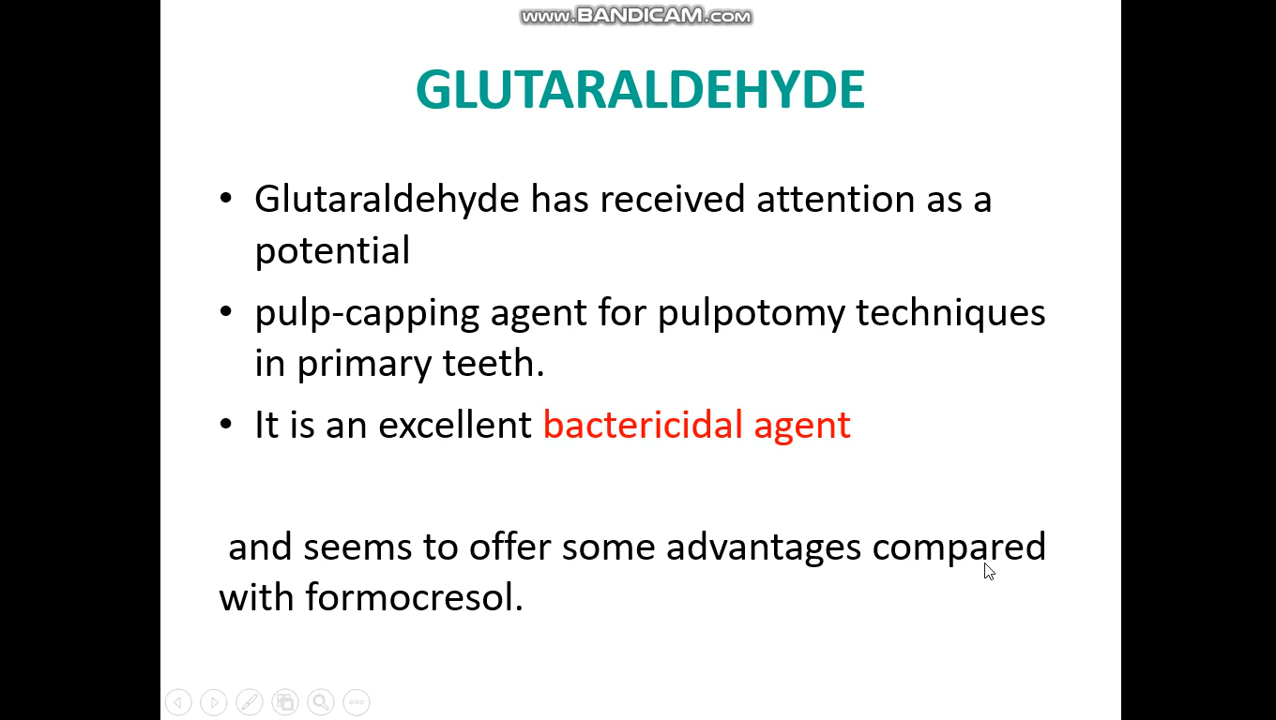 www.BANDICAM.com
GLUTARALDEHYDE
• Glutaraldehyde has received attention as a
potential
• pulp-capping agent for pulpotomy techniques
in primary teeth.
• It is an excellent bactericidal agent
and seems to offer some advantages compared
with formocresol.